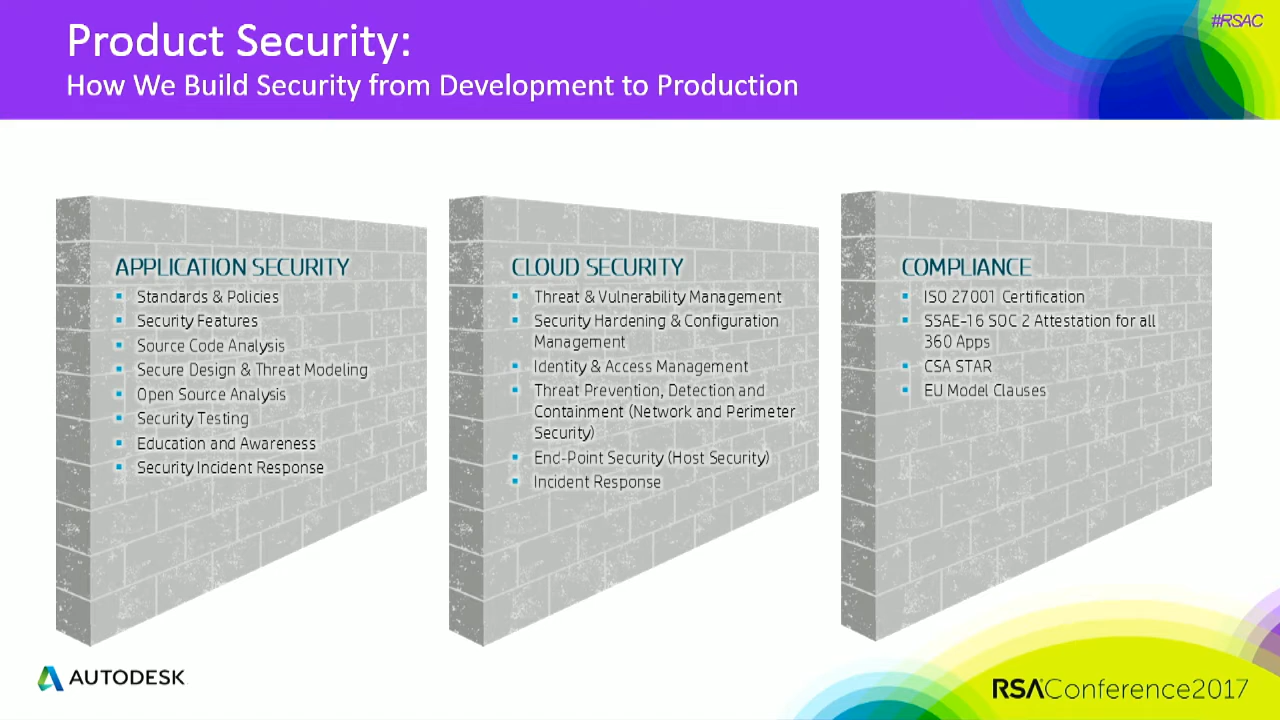 #RSAC
Product Security:
How We Build Security from Development to Production
APPLICATION SECURITY
Standards & Policies
Security Features
Source Code Analysis
Secure Design & Threat Modeling
Open Source Analysis
Security Testing
Education and Awareness
Security Incident Response
CLOUD SECURITY
Threat & Vulnerability Management
Security Hardening & Configuration
Management
Identity & Access Management
Threat Prevention, Detection and
Containment (Network and Perimeter
Security)
End-Point Security (Host Security)
Incident Response
COMPLIANCE
ISO 27001 Certification
SSAE-16 SOC 2 Attestation for all
360 Apps
CSA STAR
EU Model Clauses
AUTODESK
RSAConference2017